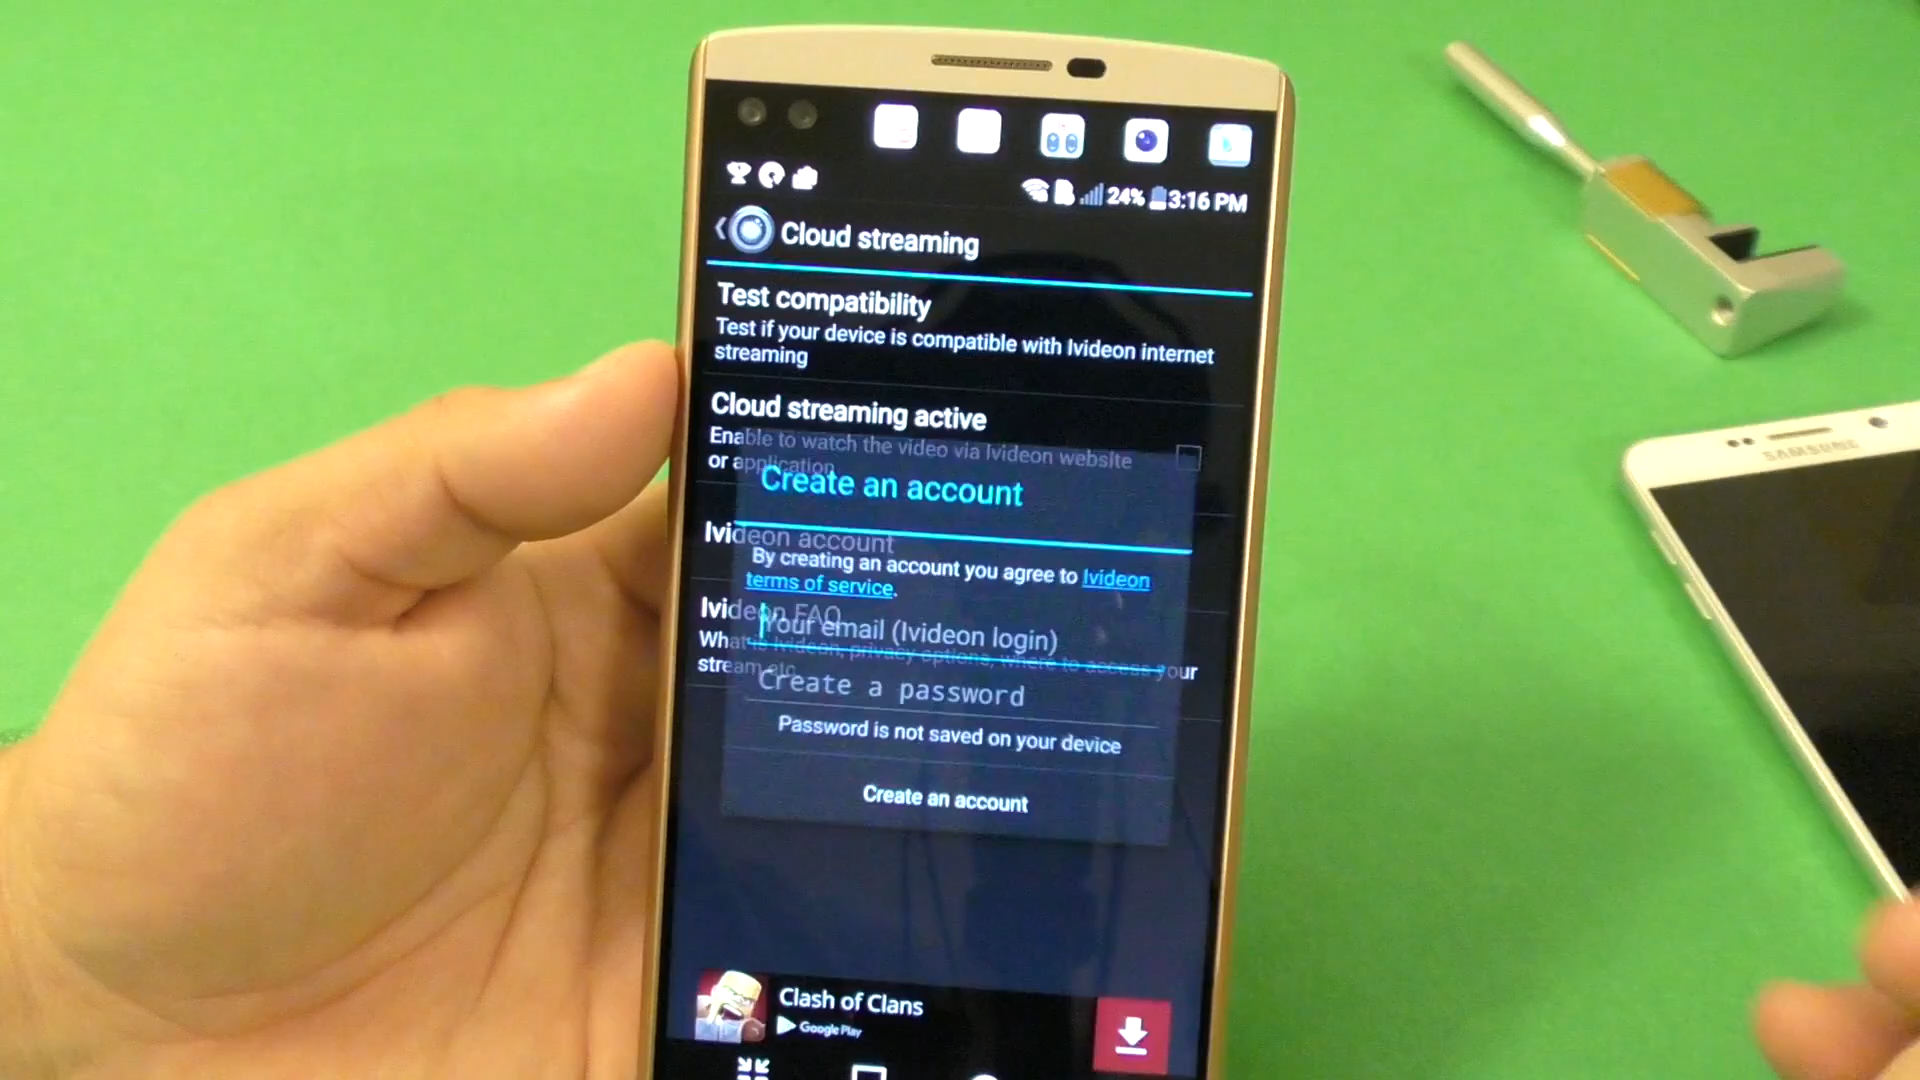 24% 3:16 PM
Cloud streaming
Test compatibility
Test if your device is compatible with Ivideon internet
streaming
Cloud streaming active
Enable to watch the video via Ivideon website
or application
Create an account
Ivideon account
By creating an account you agree to Ivideon
terms of service.
Ivideon FAQ
Your email (Ivideon login)
What is Ivideon, privacy options, where to access your
stream etc.
Create a password
Password is not saved on your device
Create an account
Clash of Clans
Google Play
SAMSUNG